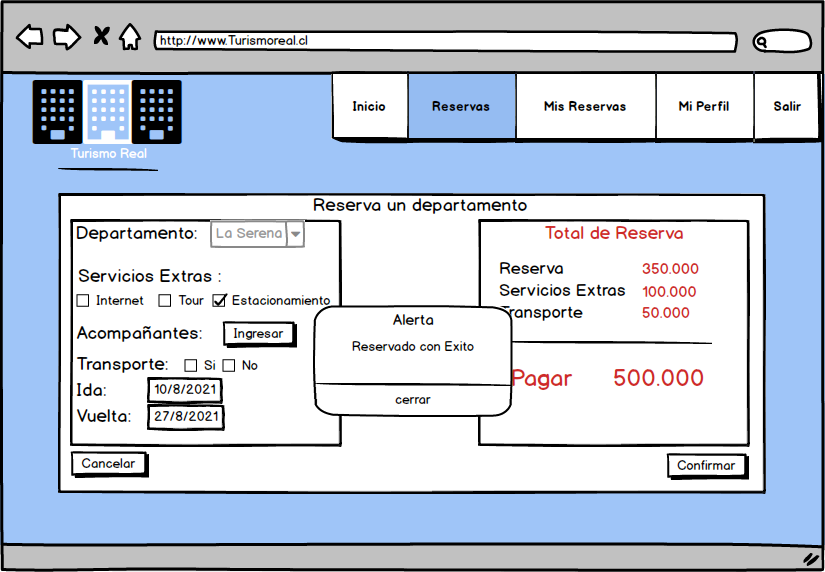 http://www.Turismoreal.cl
Inicio
Reservas
Mis Reservas
Mi Perfil
Salir
Turismo Real
Reserva un departamento
Departamento: La Serena
Servicios Extras :
Internet Tour Estacionamiento
Acompañantes: Ingresar
Transporte: Si No
Ida: 10/8/2021
Vuelta: 27/8/2021
Cancelar
Alerta
Reservado con Exito
cerrar
Total de Reserva
Reserva 350.000
Servicios Extras 100.000
Transporte 50.000
Pagar 500.000
Confirmar